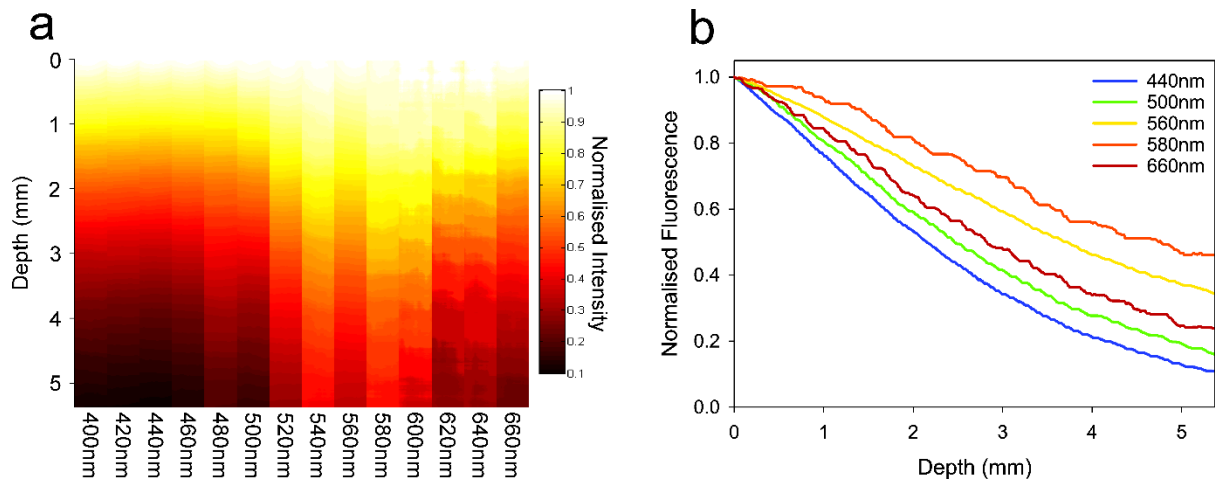 a
0
1
2
3
4
5
Depth (mm)
400nm
420nm
440nm
460nm
480nm
500nm
520nm
540nm
560nm
580nm
600nm
620nm
640nm
660nm
1
0.9
0.8
0.7
0.6
0.5
0.4
0.3
0.2
0.1
Normalised Intensity
b
1.0
0.8
0.6
0.4
0.2
0.0
Normalised Fluorescence
440nm
500nm
560nm
580nm
660nm
0 1 2 3 4 5
Depth (mm)